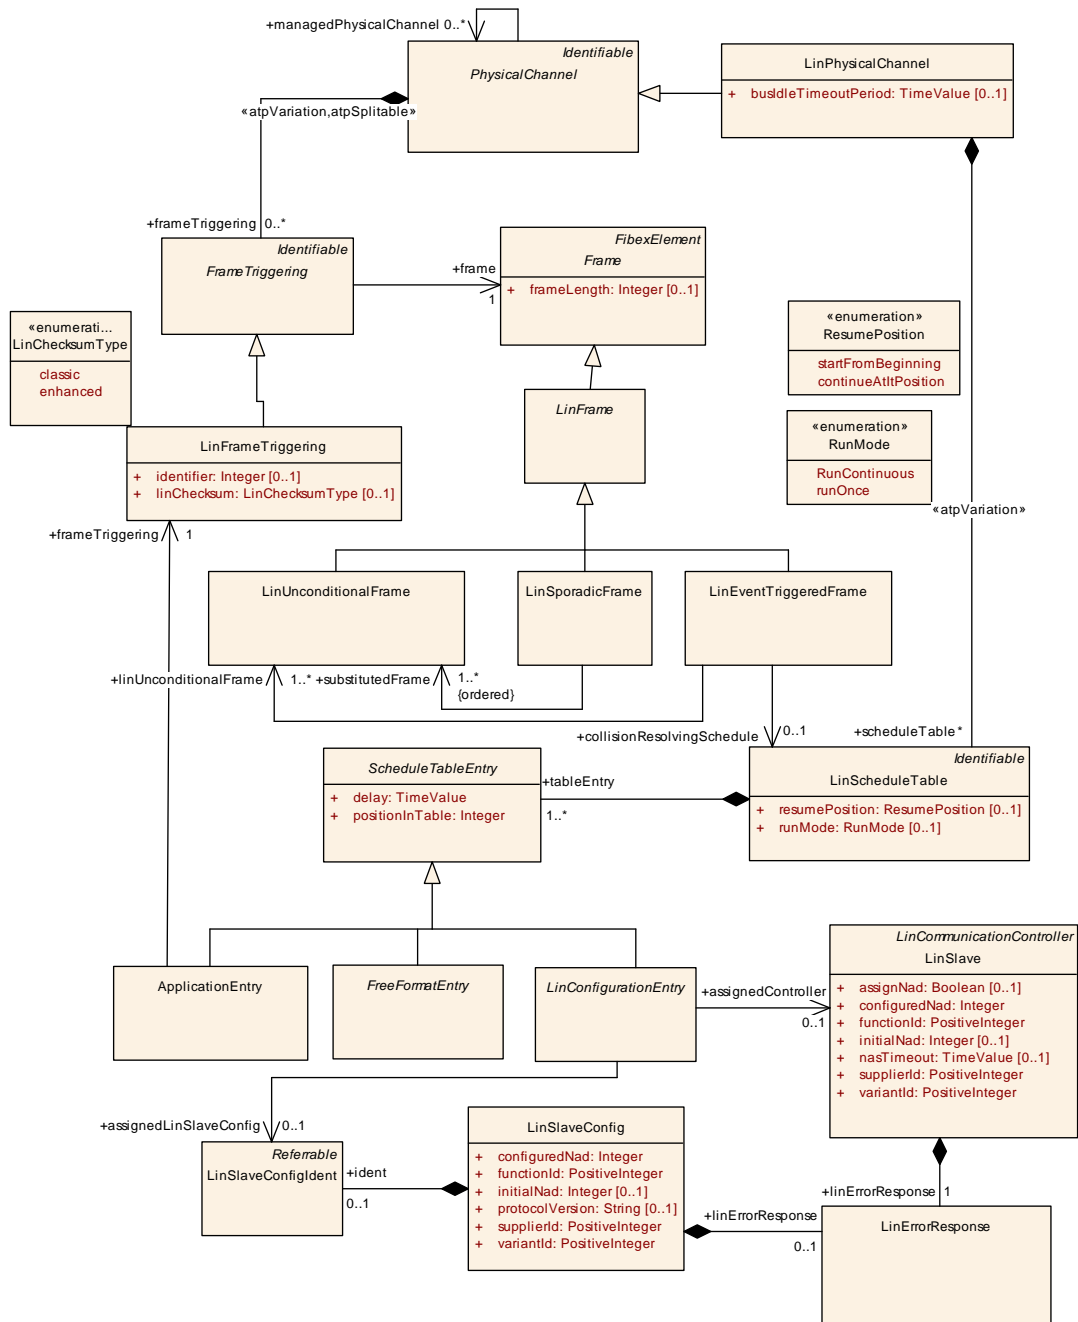 +managedPhysicalChannel 0..*
Identifiable
PhysicalChannel
LinPhysicalChannel
+ busIdleTimeoutPeriod: TimeValue [0..1]
«atpVariation,atpSplitable»
+frameTriggering 0..*
Identifiable
FrameTriggering
+frame
1
FibexElement
Frame
+ frameLength: Integer [0..1]
«enumerati...
LinChecksumType
classic
enhanced
«enumeration»
ResumePosition
startFromBeginning
continueAtItPosition
LinFrame
«enumeration»
RunMode
RunContinuous
runOnce
LinFrameTriggering
+ identifier: Integer [0..1]
+ linChecksum: LinChecksumType [0..1]
«atpVariation»
+frameTriggering 1
LinUnconditionalFrame
LinSporadicFrame
LinEventTriggeredFrame
+linUnconditionalFrame 1..* +substitutedFrame 1..*
{ordered}
+collisionResolvingSchedule 0..1
+scheduleTable *
ScheduleTableEntry
+ delay: TimeValue
+ positionInTable: Integer
+tableEntry
1..*
Identifiable
LinScheduleTable
+ resumePosition: ResumePosition [0..1]
+ runMode: RunMode [0..1]
ApplicationEntry
FreeFormatEntry
LinConfigurationEntry
+assignedController
0..1
LinCommunicationController
LinSlave
+ assignNad: Boolean [0..1]
+ configuredNad: Integer
+ functionId: PositiveInteger
+ initialNad: Integer [0..1]
+ nasTimeout: TimeValue [0..1]
+ supplierId: PositiveInteger
+ variantId: PositiveInteger
+assignedLinSlaveConfig 0..1
Referrable
LinSlaveConfigIdent
+ident
0..1
LinSlaveConfig
+ configuredNad: Integer
+ functionId: PositiveInteger
+ initialNad: Integer [0..1]
+ protocolVersion: String [0..1]
+ supplierId: PositiveInteger
+ variantId: PositiveInteger
+linErrorResponse 1
+linErrorResponse
0..1
LinErrorResponse